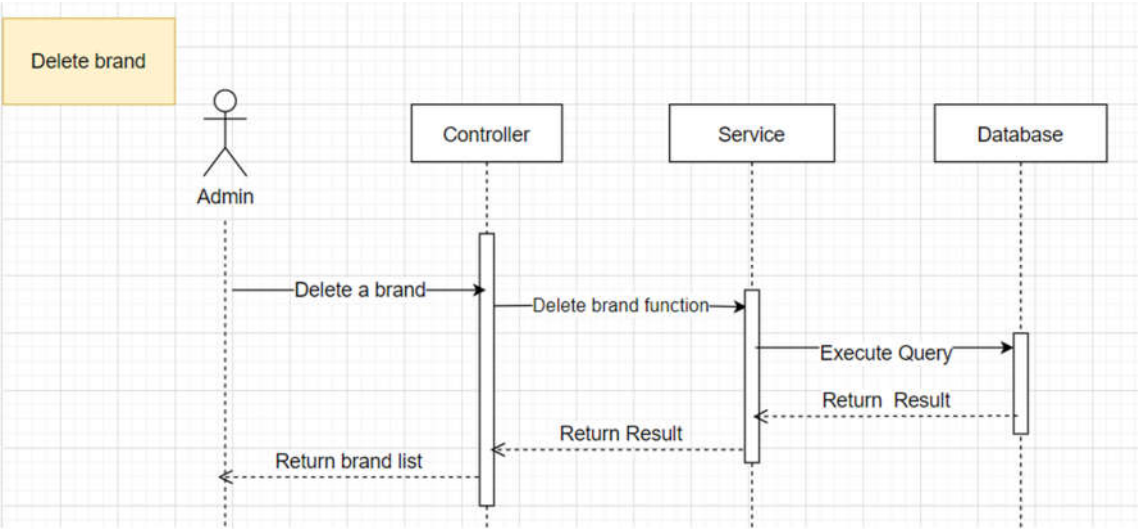 Delete brand
Controller
Service
Database
Admin
Delete a brand
Delete brand function
Execute Query
Return Result
Return Result
Return brand list